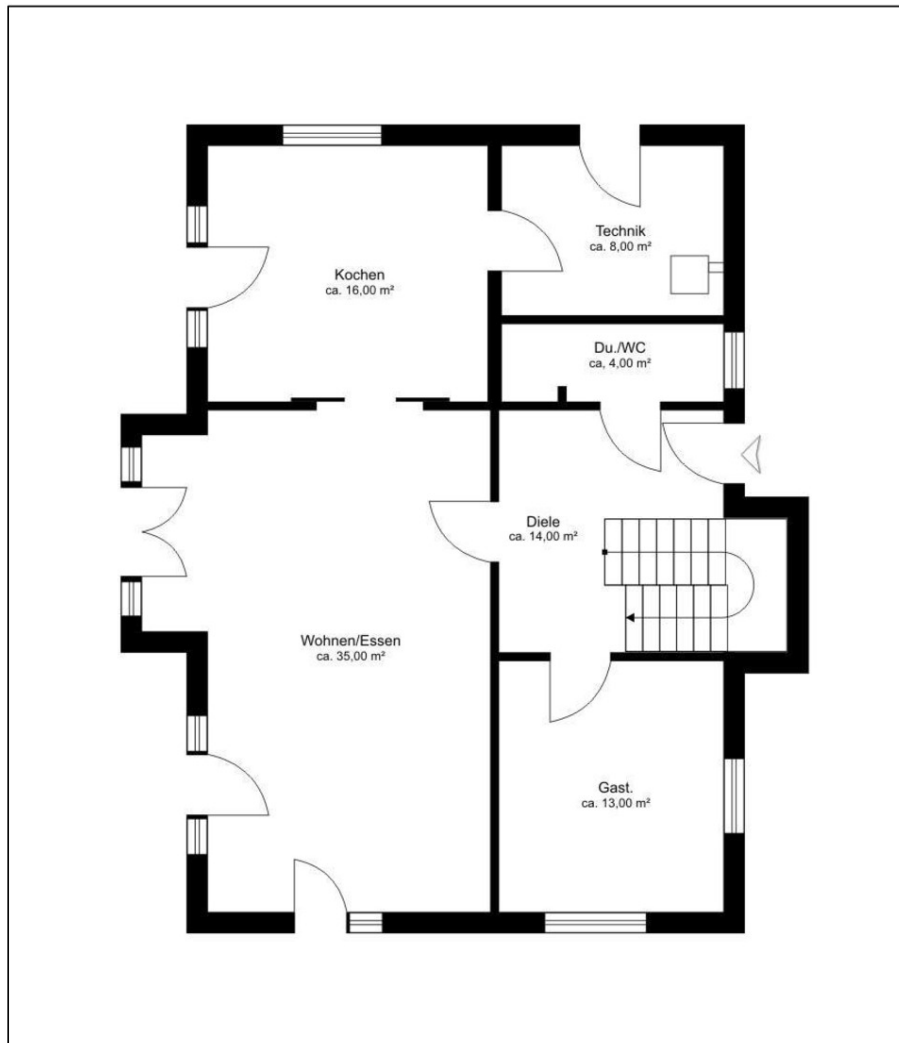 Technik
ca. 8,00 m²
Kochen
ca. 16,00 m²
Du./WC
ca, 4,00 m²
Diele
ca. 14,00 m²
Wohnen/Essen
ca. 35,00 m²
Gast.
ca. 13,00 m²